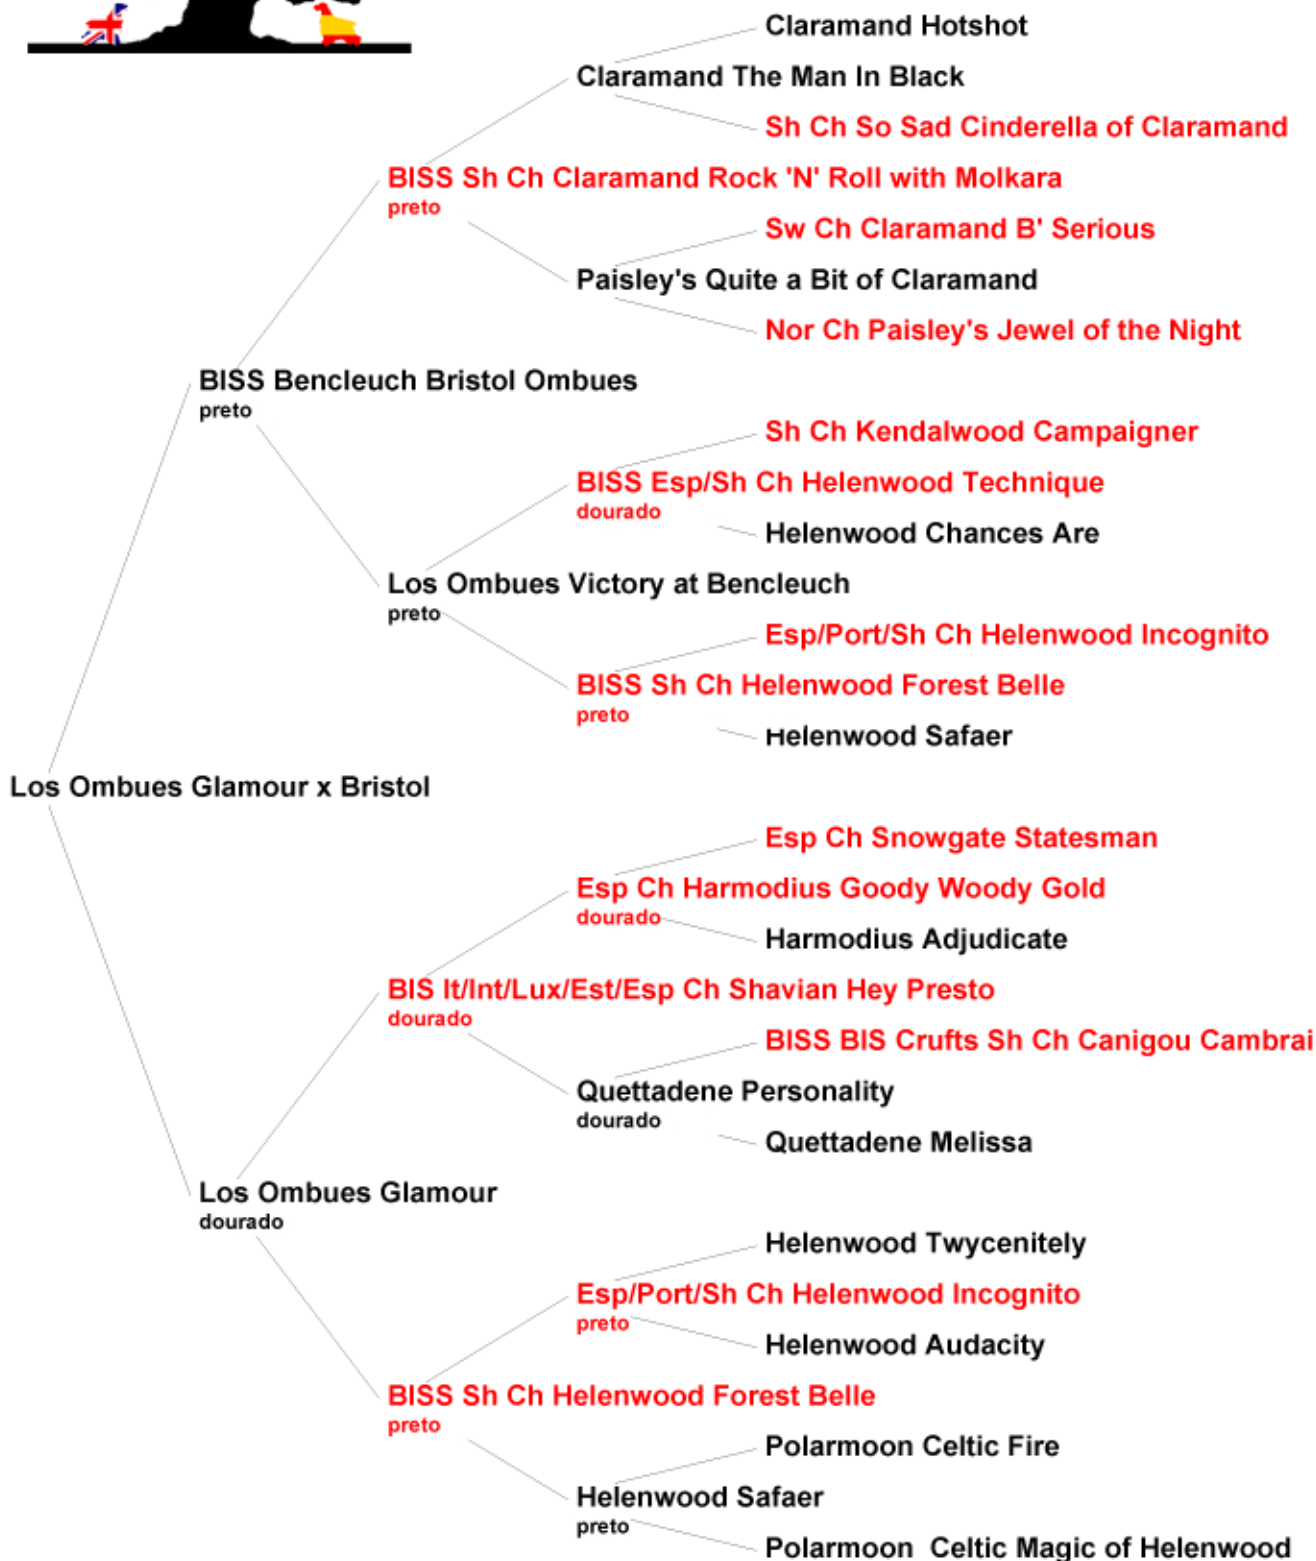 Claramand Hotshot
Claramand The Man In Black
Sh Ch So Sad Cinderella of Claramand
BISS Sh Ch Claramand Rock 'N' Roll with Molkara
preto
Sw Ch Claramand B' Serious
Paisley's Quite a Bit of Claramand
Nor Ch Paisley's Jewel of the Night
BISS Bencleuch Bristol Ombues
preto
Sh Ch Kendalwood Campaigner
BISS Esp/Sh Ch Helenwood Technique
dourado
Helenwood Chances Are
Los Ombues Victory at Bencleuch
preto
Esp/Port/Sh Ch Helenwood Incognito
BISS Sh Ch Helenwood Forest Belle
preto
Helenwood Safaer
Los Ombues Glamour x Bristol
Esp Ch Snowgate Statesman
Esp Ch Harmodius Goody Woody Gold
dourado
Harmodius Adjudicate
BIS It/Int/Lux/Est/Esp Ch Shavian Hey Presto
dourado
BISS BIS Crufts Sh Ch Canigou Cambrai
Quettadene Personality
dourado
Quettadene Melissa
Los Ombues Glamour
dourado
Helenwood Twycenitely
Esp/Port/Sh Ch Helenwood Incognito
preto
Helenwood Audacity
BISS Sh Ch Helenwood Forest Belle
preto
Polarmoon Celtic Fire
Helenwood Safaer
preto
Polarmoon Celtic Magic of Helenwood